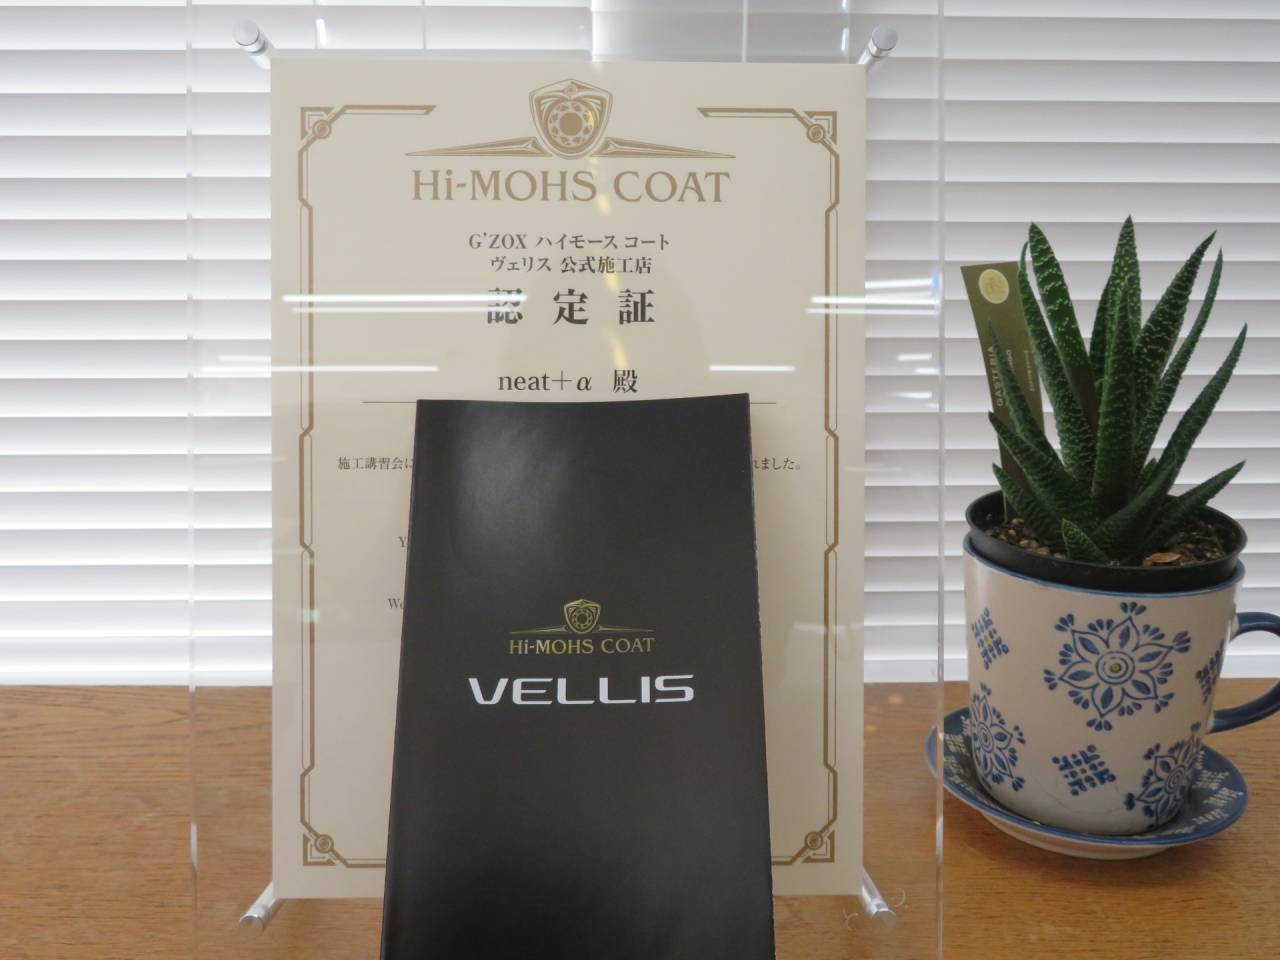 Hi-MOHS COAT
G'ZOX ハイモース コート
ヴェリス 公式施工店
認定証
neat+α 殿
施工講習会に
ました。
Hi-MOHS COAT
VELLIS
GASTERIA